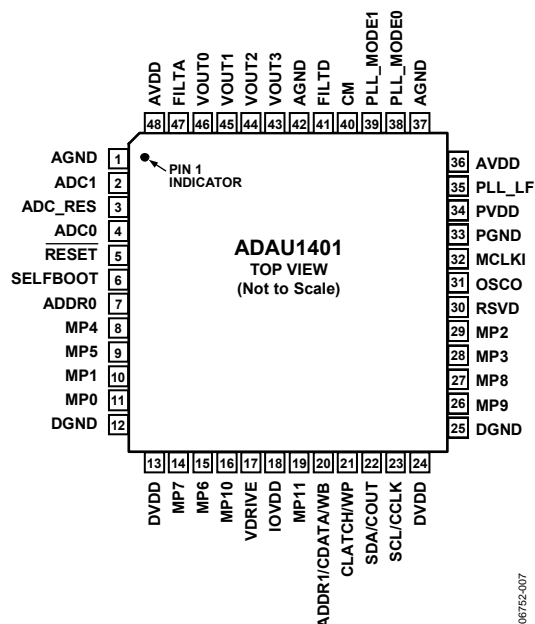 AVDD
FILTA
VOUT0
VOUT1
VOUT2
VOUT3
AGND
FILTD
CM
PLL_MODE1
PLL_MODE0
AGND
48 47 46 45 44 43 42 41 40 39 38 37
AGND 1
ADC1 2
ADC_RES 3
ADC0 4
RESET 5
SELFBOOT 6
ADDR0 7
MP4 8
MP5 9
MP1 10
MP0 11
DGND 12
PIN 1
INDICATOR
ADAU1401
TOP VIEW
(Not to Scale)
36 AVDD
35 PLL_LF
34 PVDD
33 PGND
32 MCLKI
31 OSCO
30 RSVD
29 MP2
28 MP3
27 MP8
26 MP9
25 DGND
13 14 15 16 17 18 19 20 21 22 23 24
DVDD
MP7
MP6
MP10
VDRIVE
IOVDD
MP11
ADDR1/CDATA/WB
CLATCH/WP
SDA/COUT
SCL/CCLK
DVDD
06752-007